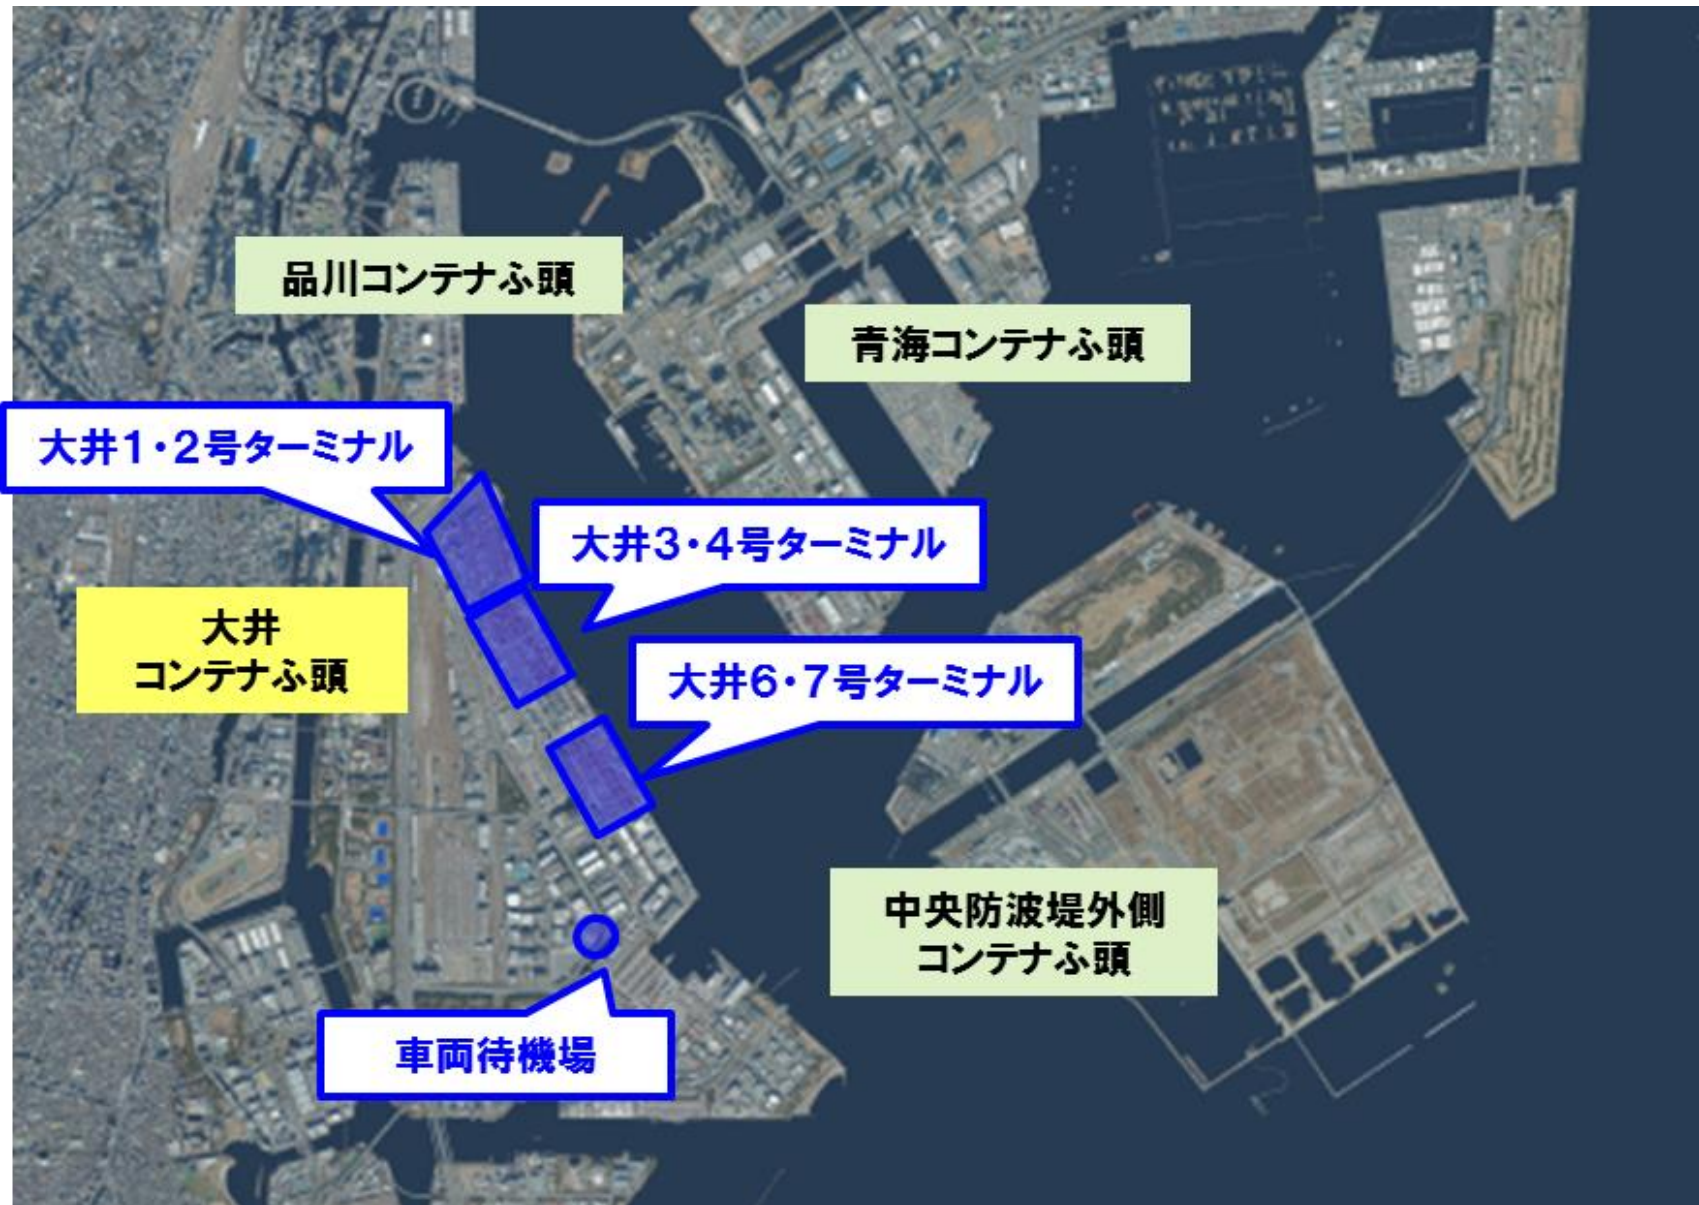 品川コンテナふ頭
青海コンテナふ頭
大井1・2号ターミナル
大井3・4号ターミナル
大井
コンテナふ頭
大井6・7号ターミナル
中央防波堤外側
コンテナふ頭
車両待機場